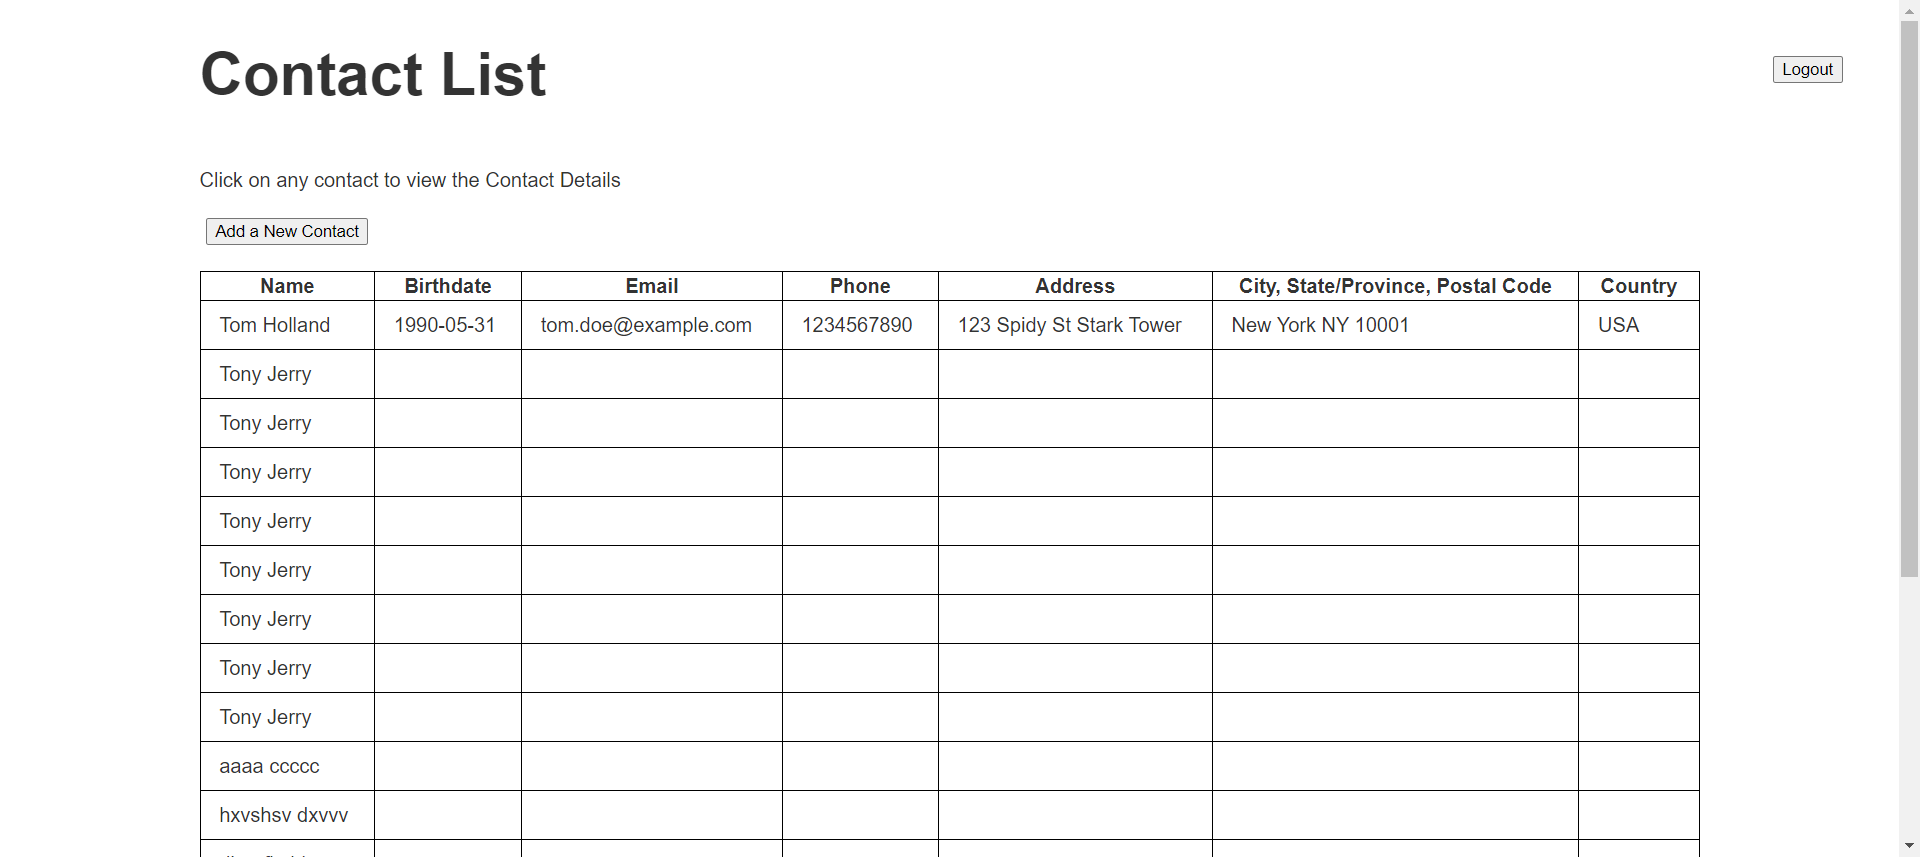 Contact List
Logout
Click on any contact to view the Contact Details
Add a New Contact
Name Birthdate Email Phone Address City, State/Province, Postal Code Country
Tom Holland 1990-05-31 tom.doe@example.com 1234567890 123 Spidy St Stark Tower New York NY 10001 USA
Tony Jerry
Tony Jerry
Tony Jerry
Tony Jerry
Tony Jerry
Tony Jerry
Tony Jerry
Tony Jerry
aaaa ccccc
hxvshsv dxvvv